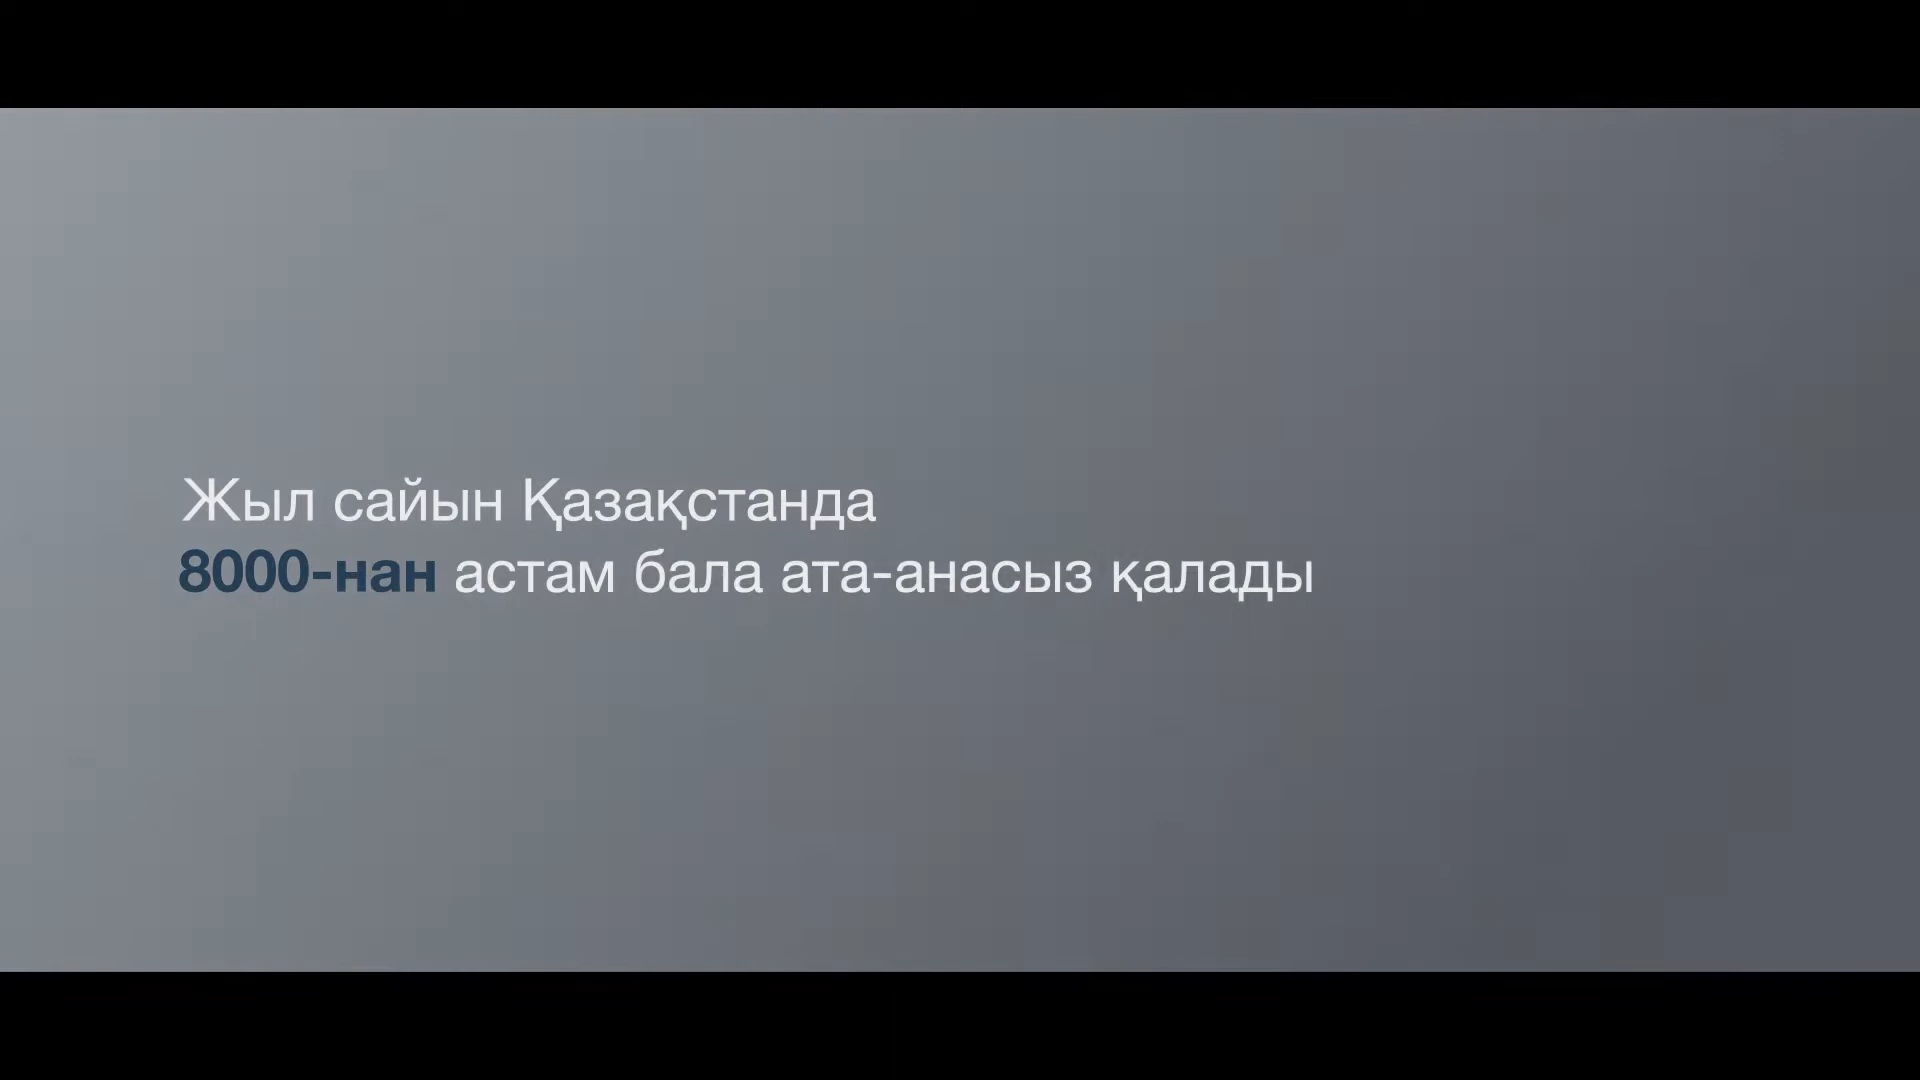 Жыл сайын Қазақстанда
8000-нан астам бала ата-анасыз қалады